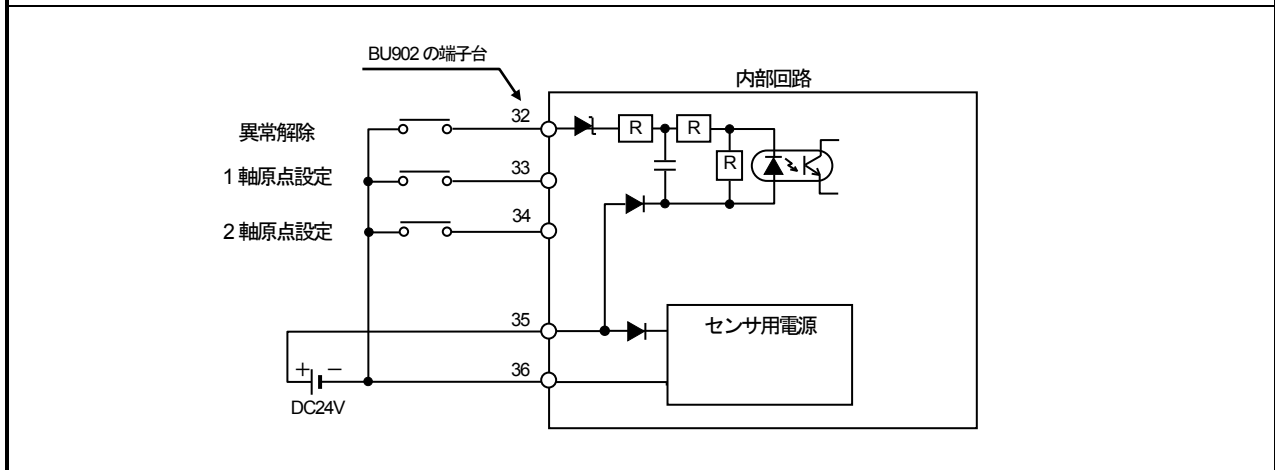 BU902 の端子台
内部回路
32
異常解除
R
R
33
1 軸原点設定
R
34
2 軸原点設定
35
センサ用電源
36
+ −
DC24V